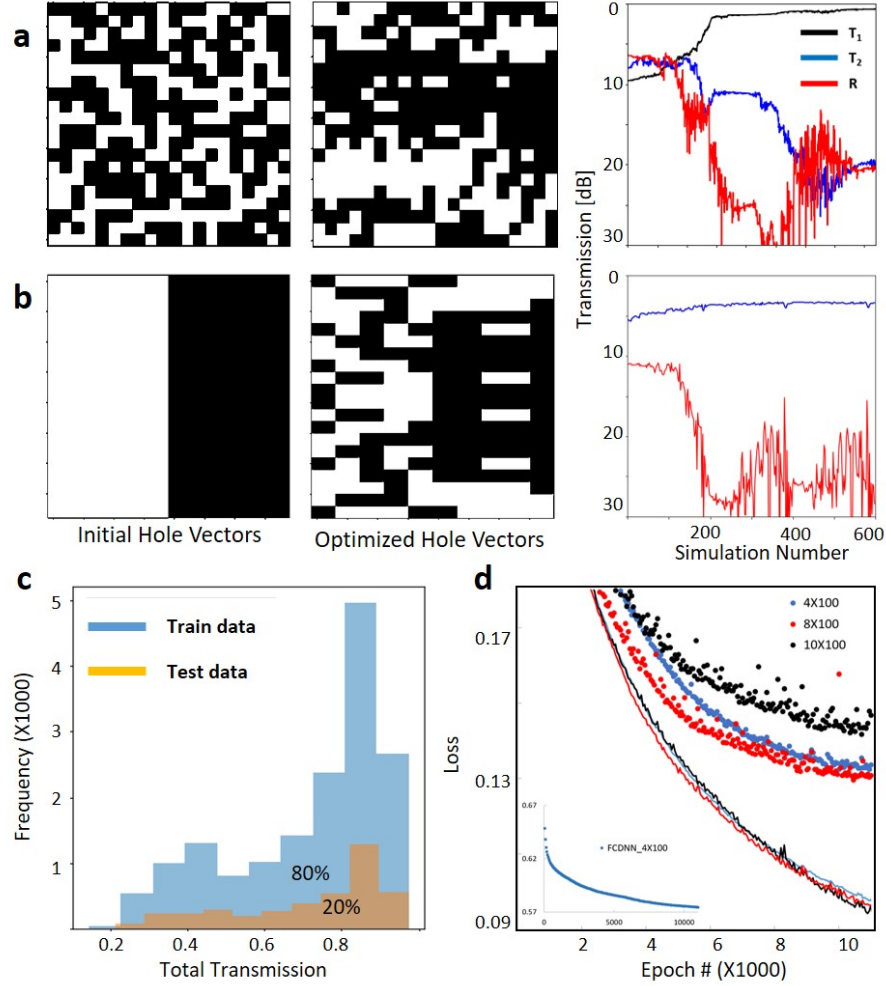 a
0
10
20
30
T₁
T₂
R
b
0
10
20
30
Transmission [dB]
200
400
600
Initial Hole Vectors
Optimized Hole Vectors
Simulation Number
c
5
4
3
2
1
Frequency (X1000)
Train data
Test data
80%
20%
0.2
0.4
0.6
0.8
Total Transmission
d
0.17
0.13
0.09
Loss
4X100
8X100
10X100
0.67
0.62
0.57
FCDNN_4X100
5000
10000
2
4
6
8
10
Epoch # (X1000)